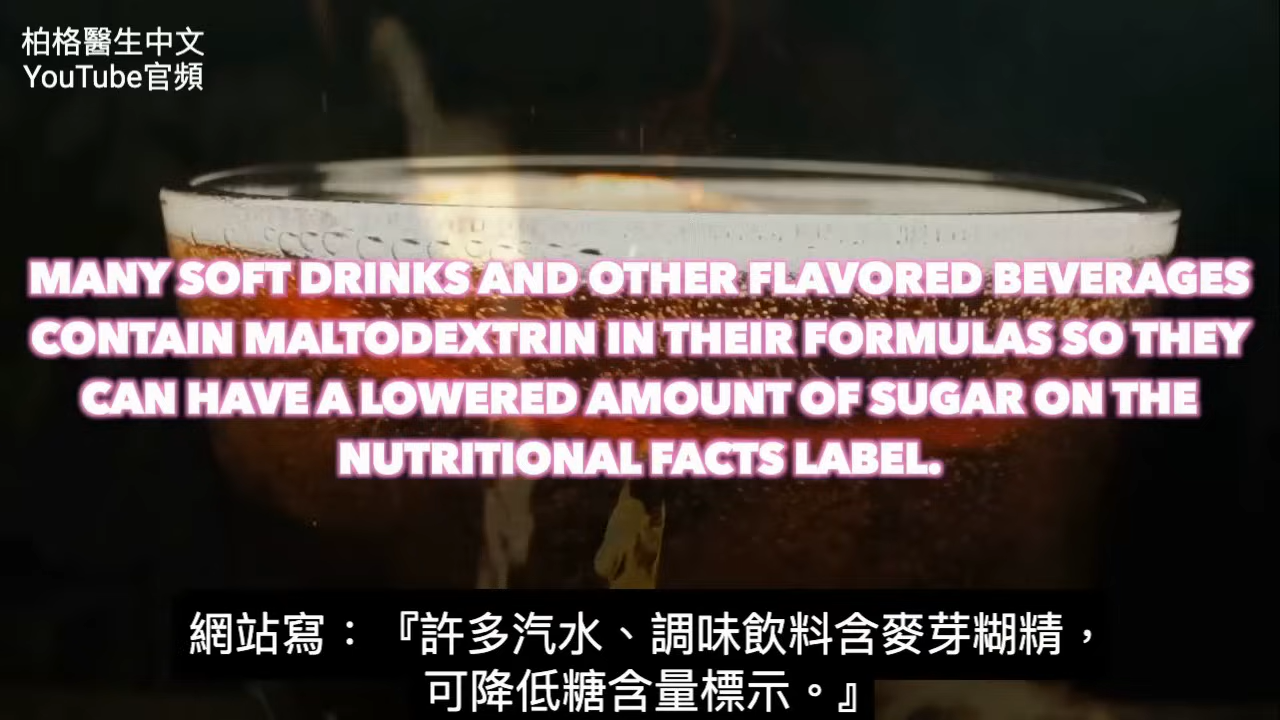 柏格醫生中文
YouTube官頻
MANY SOFT DRINKS AND OTHER FLAVORED BEVERAGES
CONTAIN MALTODEXTRIN IN THEIR FORMULAS SO THEY
CAN HAVE A LOWERED AMOUNT OF SUGAR ON THE
NUTRITIONAL FACTS LABEL.
網站寫：『許多汽水、調味飲料含麥芽糊精，
可降低糖含量標示。』